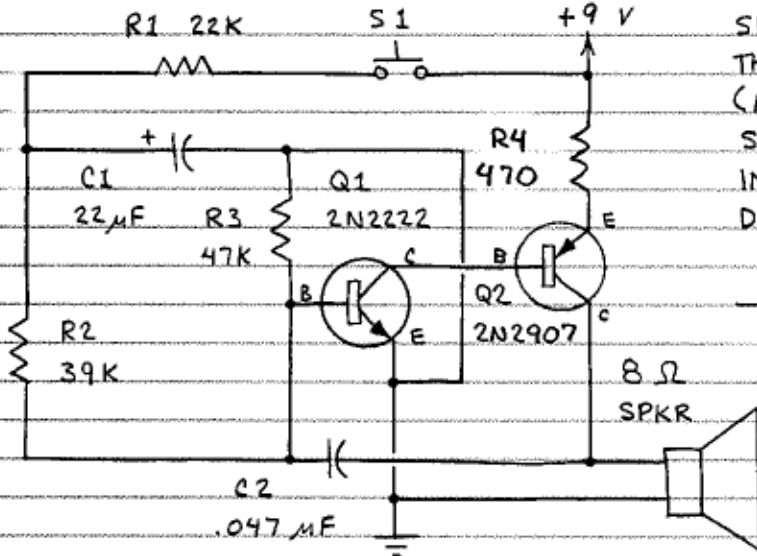 R1 22K
S1
+9 V
+
C1
22µF
R3
47K
Q1
2N2222
R4
470
E
B
C
B
E
Q2
2N2907
C
R2
39K
8 Ω
SPKR
C2
.047 µF